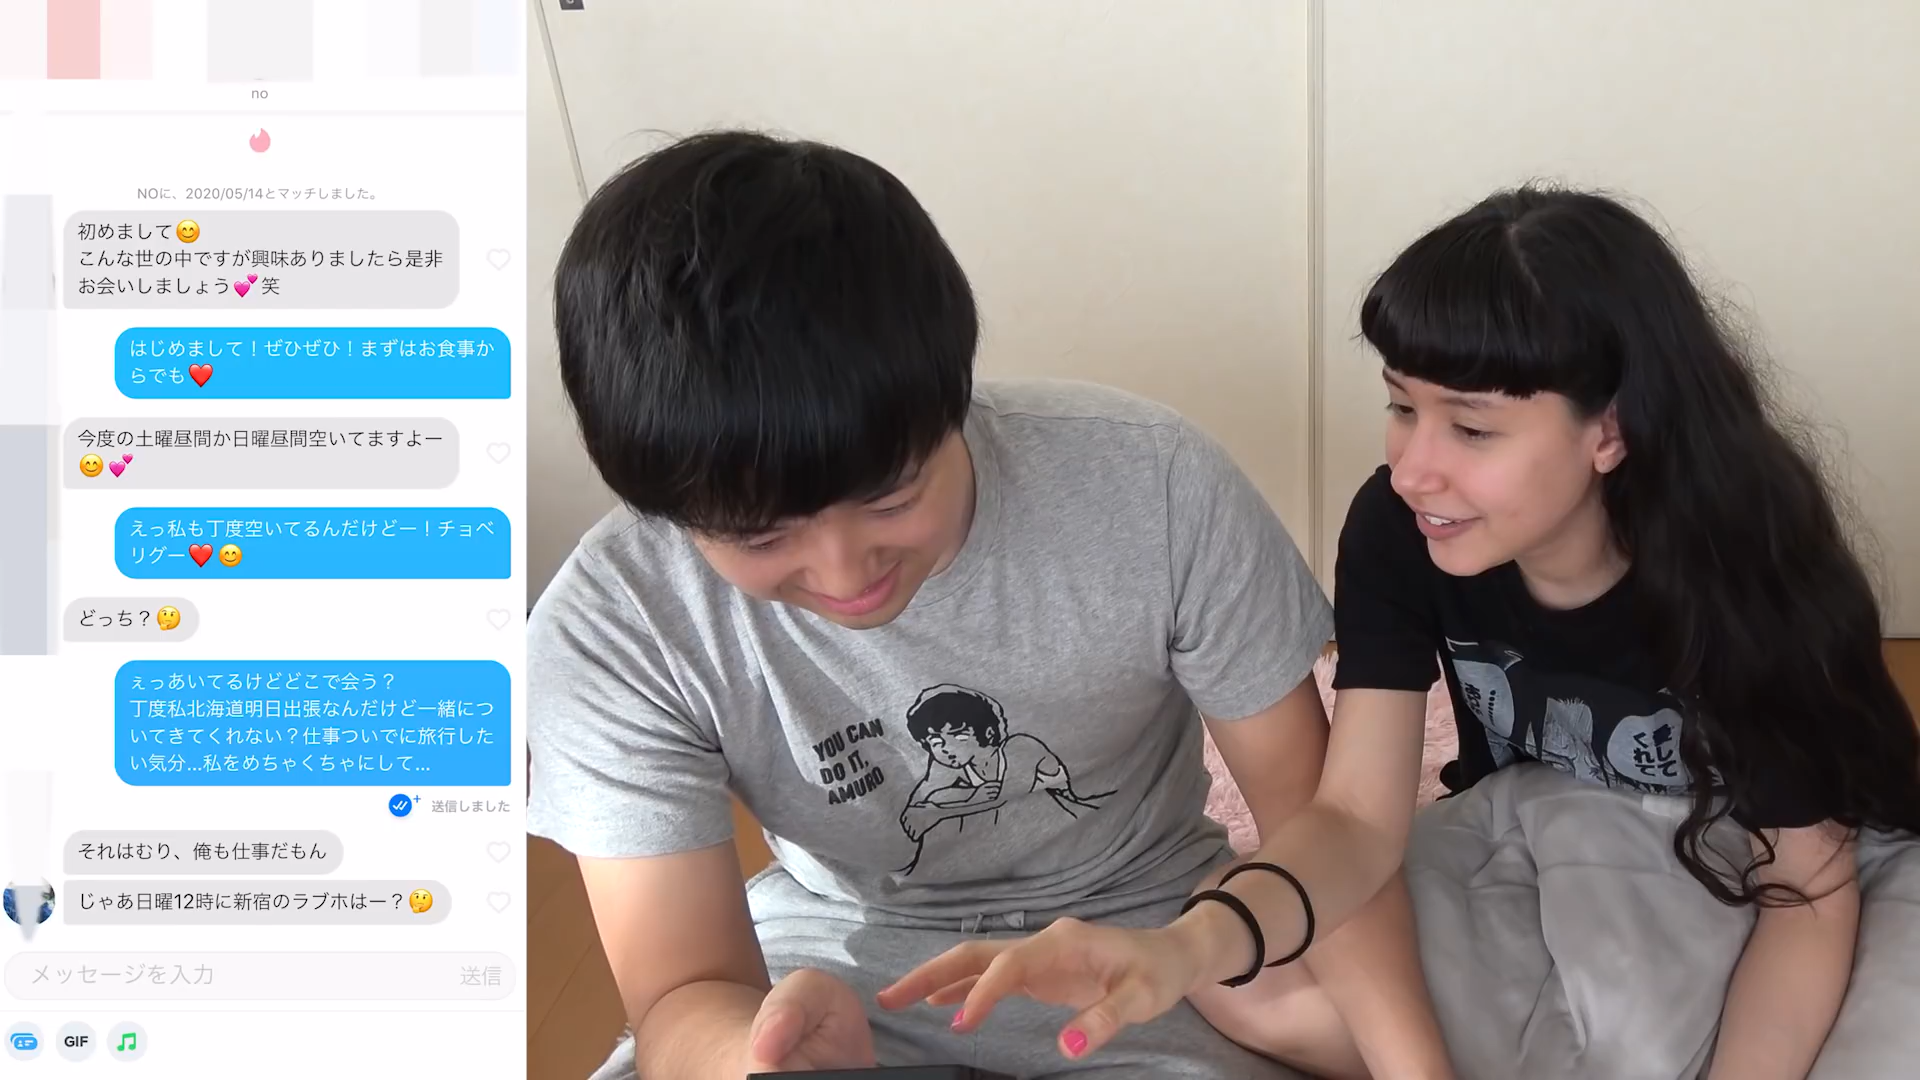 no
NOに、2020/05/14とマッチしました。
初めまして😊
こんな世の中ですが興味ありましたら是非
お会いしましょう💕笑
はじめまして！ぜひぜひ！まずはお食事か
らでも❤️
今度の土曜昼間か日曜昼間空いてますよー
😊💕
えっ私も丁度空いてるんだけどー！チョベ
リグー❤️😊
どっち？🤔
ぇっあいてるけどどこで会う？
丁度私北海道明日出張なんだけど一緒につ
いてきてくれない？仕事ついでに旅行した
い気分...私をめちゃくちゃにして...
送信しました
それはむり、俺も仕事だもん
じゃあ日曜12時に新宿のラブホはー？🤔
メッセージを入力
送信
GIF
YOU CAN
DO IT,
AMURO
愛して
くれて